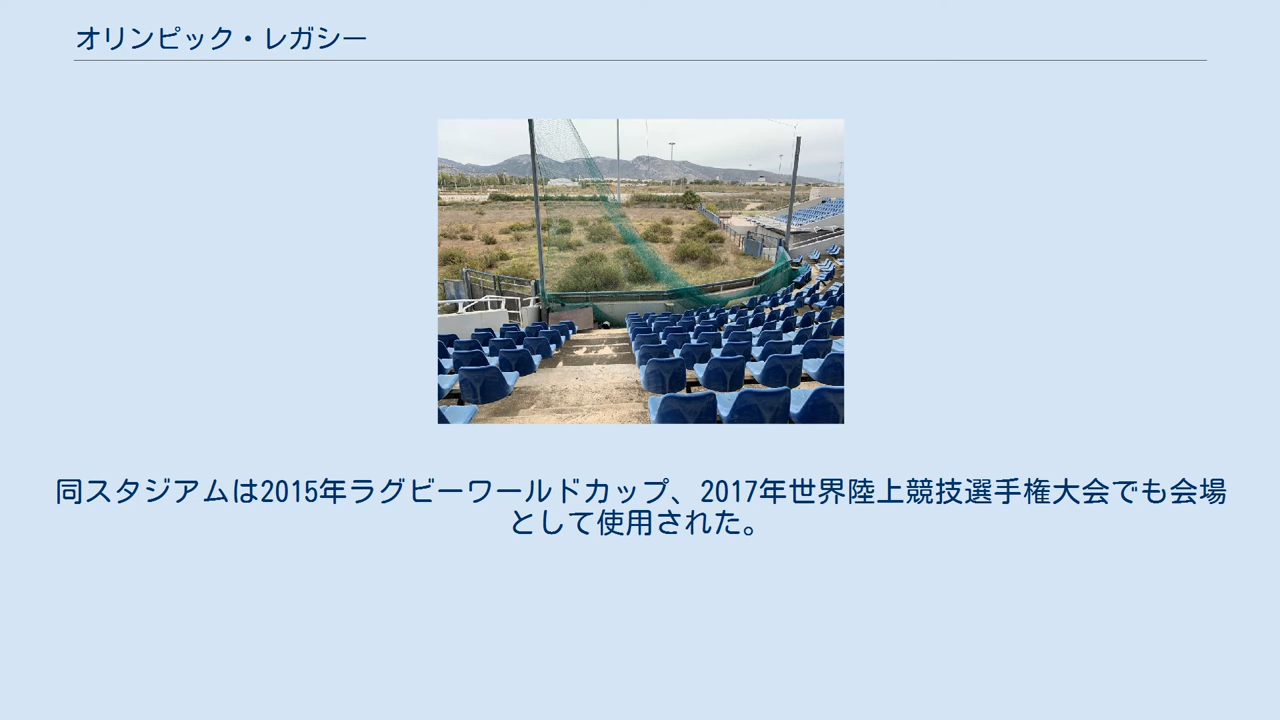 オリンピック・レガシー
同スタジアムは2015年ラグビーワールドカップ、2017年世界陸上競技選手権大会でも会場
として使用された。